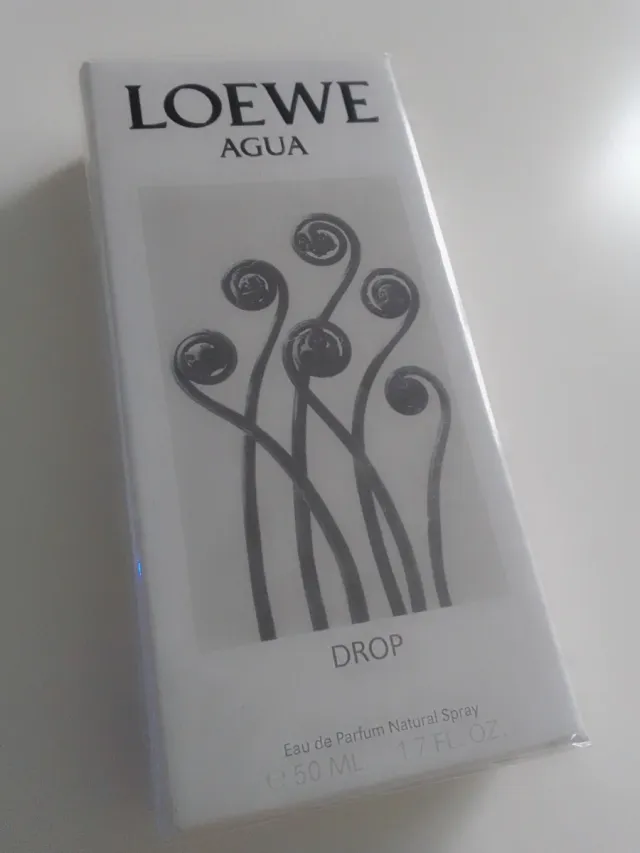 LOEWE
AGUA
DROP
Eau de Parfum Natural Spray
℮ 50 ML 1.7 FL. OZ.